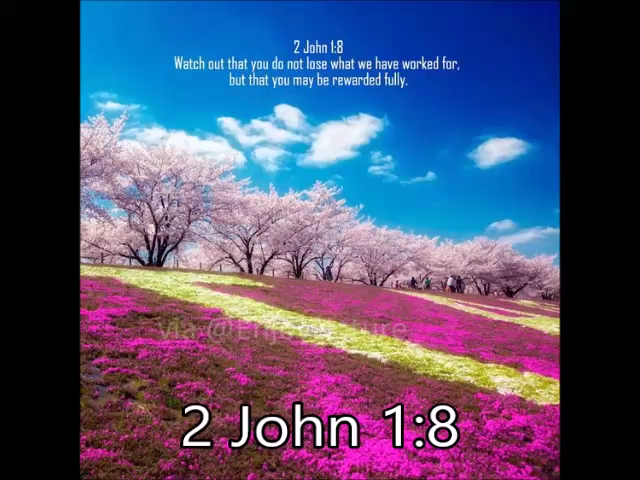 2 John 1:8
Watch out that you do not lose what we have worked for,
but that you may be rewarded fully.
via @
2 John 1:8